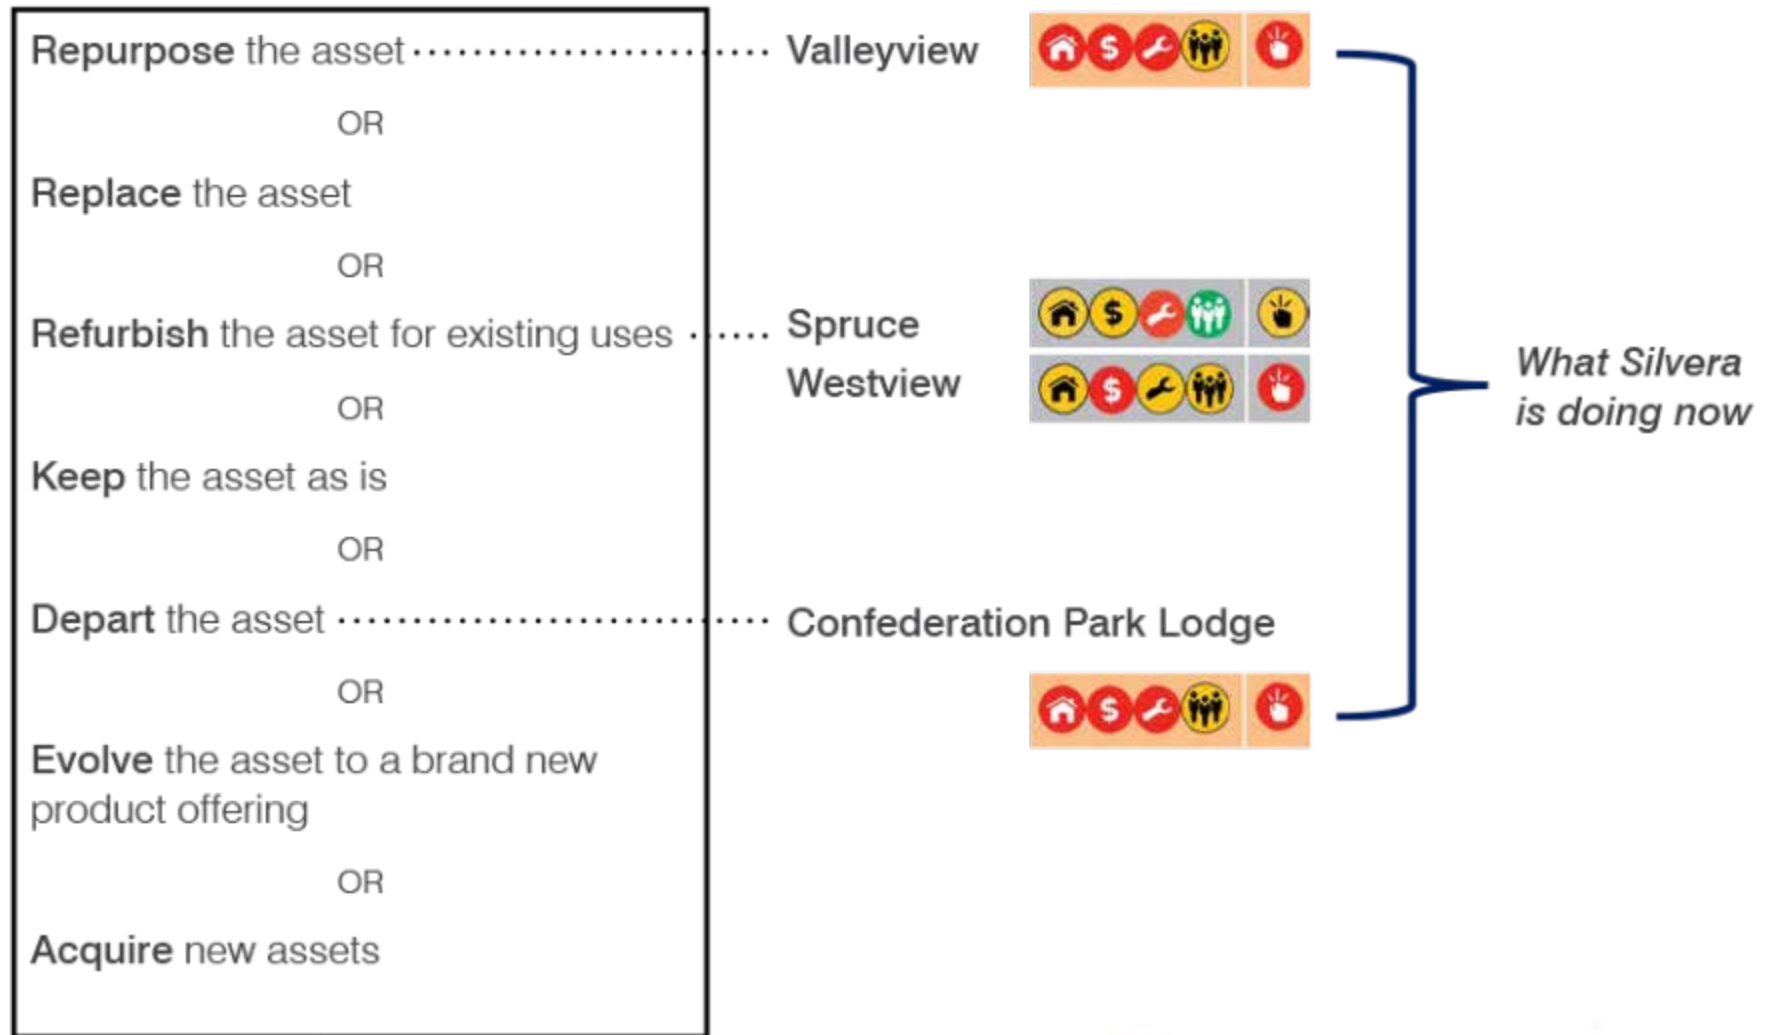 Repurpose the asset ........................ Valleyview
OR
Replace the asset
OR
Refurbish the asset for existing uses ...... Spruce
Westview
OR
Keep the asset as is
OR
Depart the asset ............................. Confederation Park Lodge
OR
Evolve the asset to a brand new
product offering
OR
Acquire new assets
What Silvera
is doing now